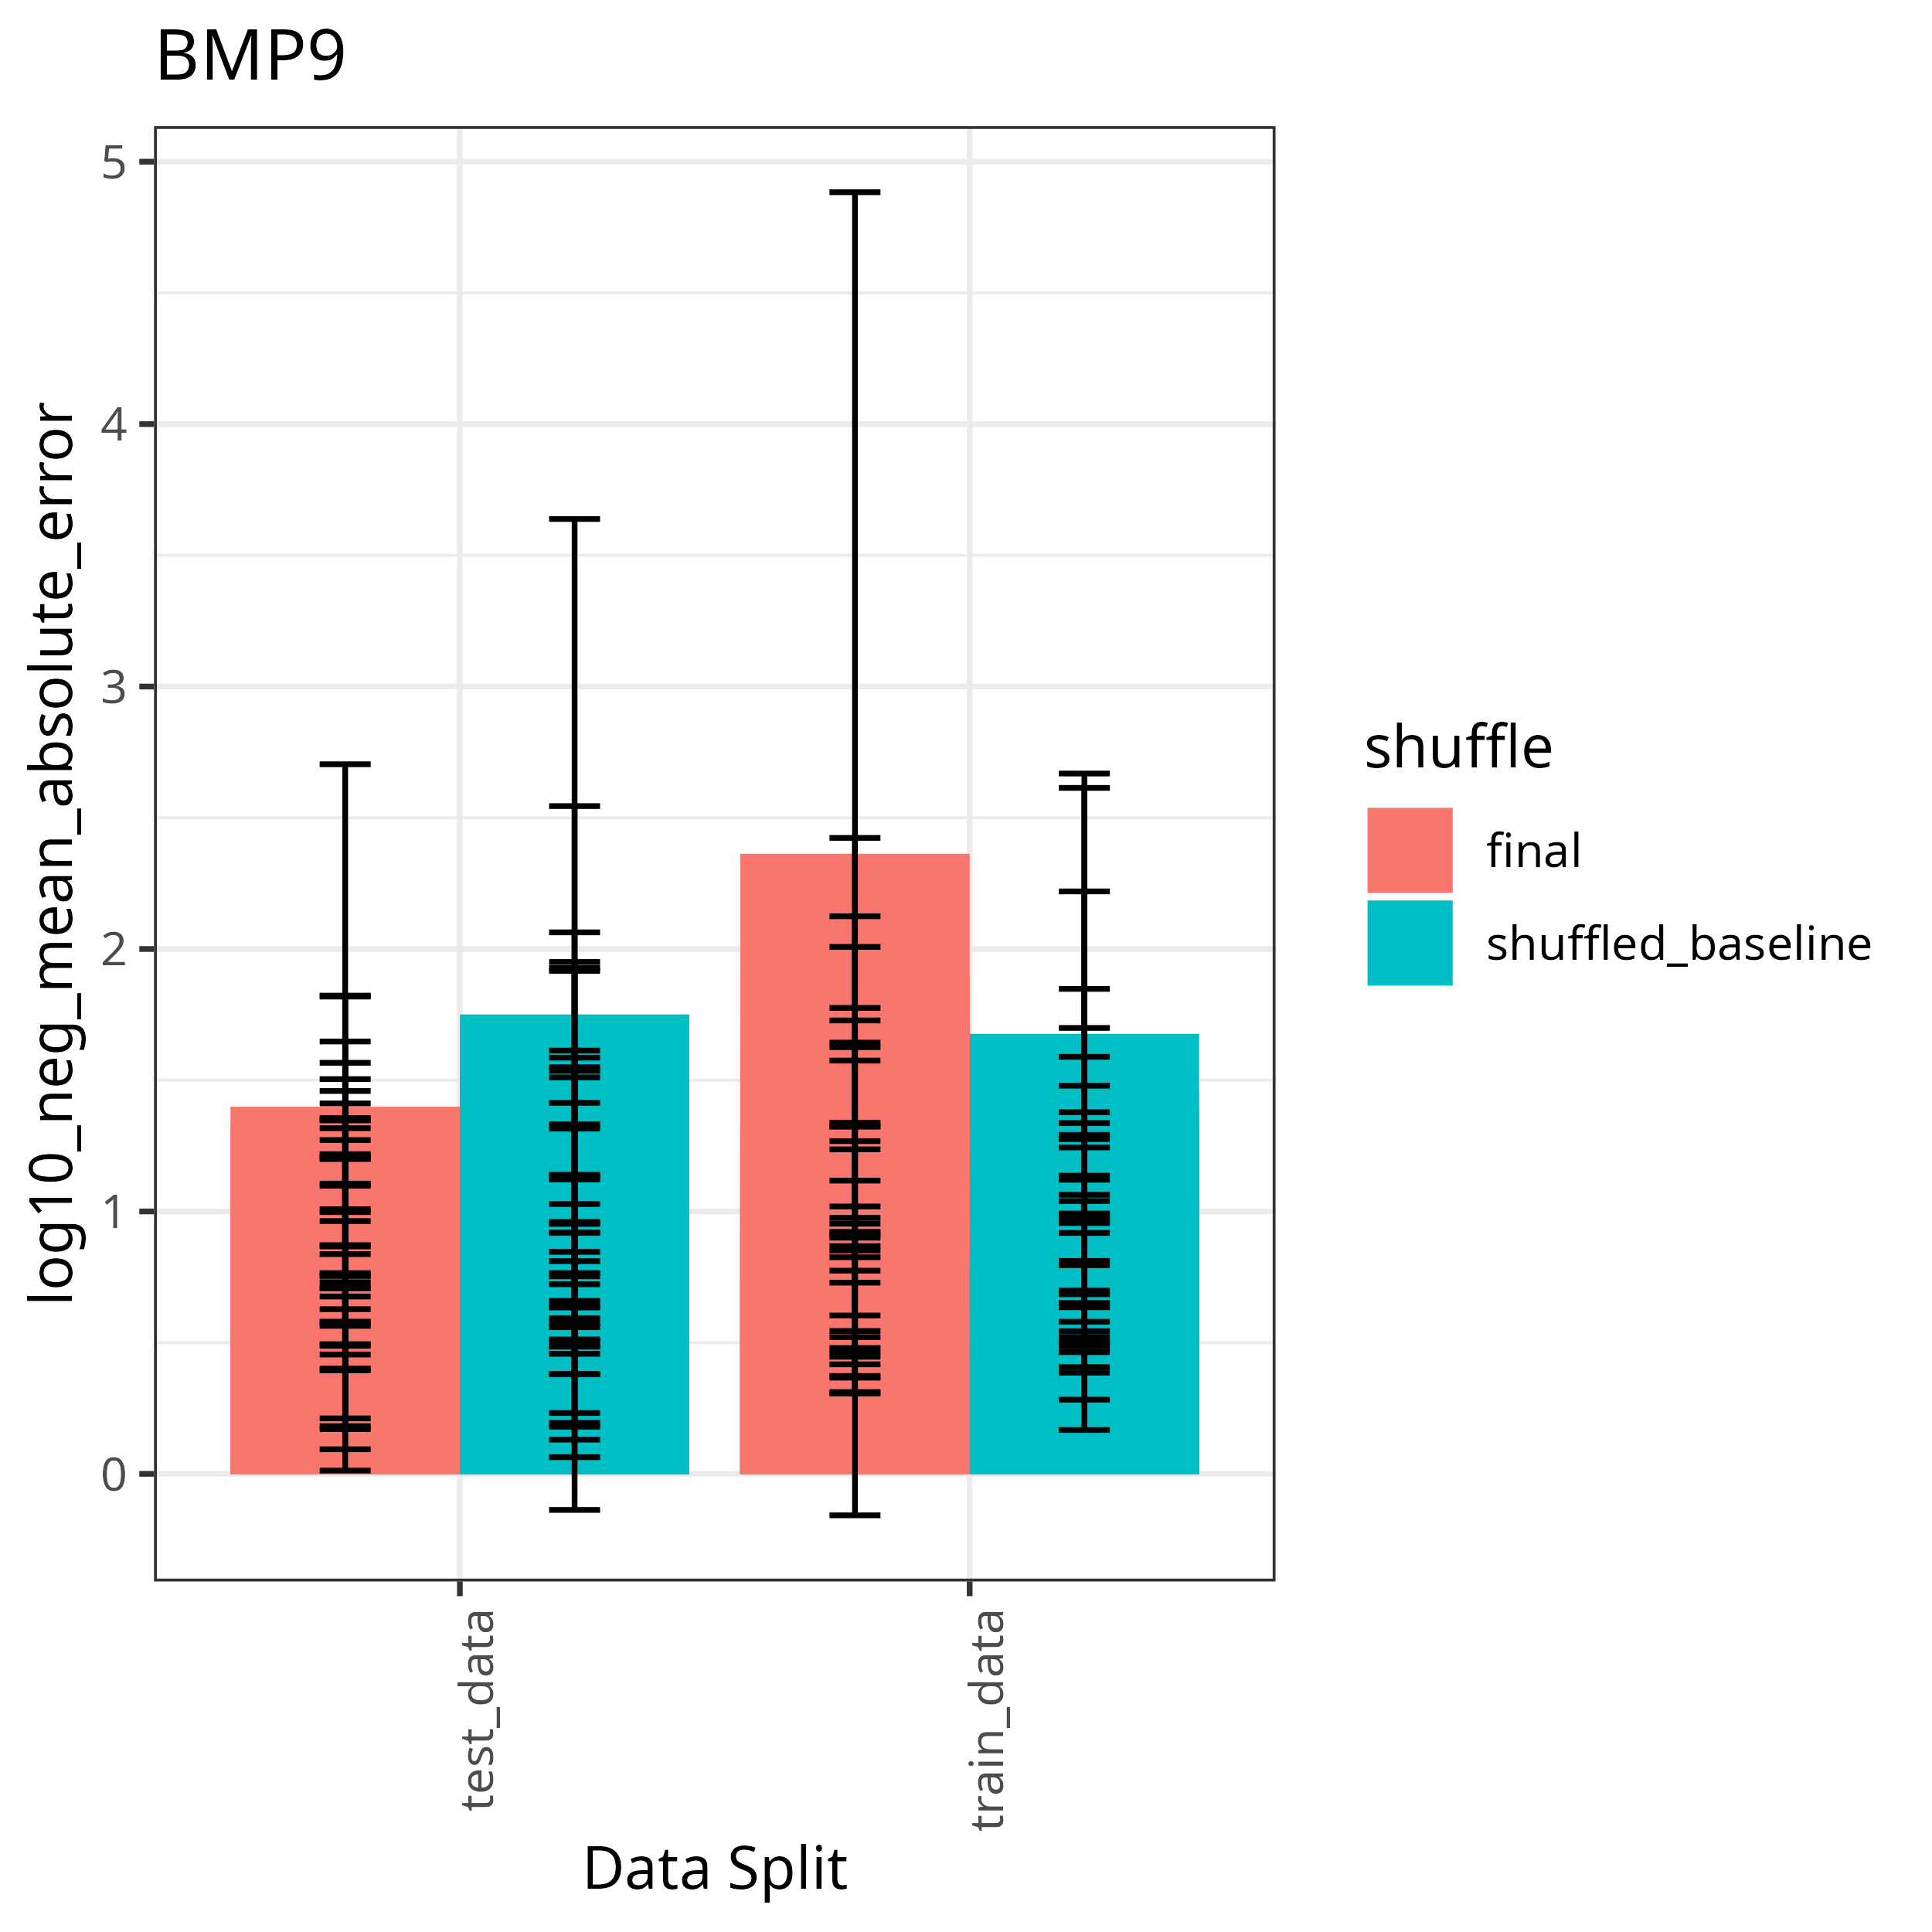 BMP9
log10_neg_mean_absolute_error
5
4
3
2
1
0
test_data
train_data
Data Split
shuffle
final
shuffled_baseline